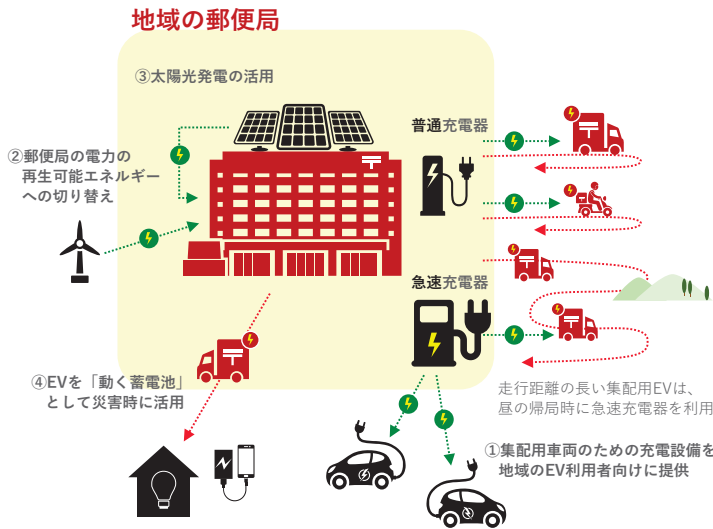 地域の郵便局
③太陽光発電の活用
普通充電器
②郵便局の電力の
再生可能エネルギー
への切り替え
急速充電器
④EVを「動く蓄電池」
として災害時に活用
走行距離の長い集配用EVは、
昼の帰局時に急速充電器を利用
①集配用車両のための充電設備を
地域のEV利用者向けに提供